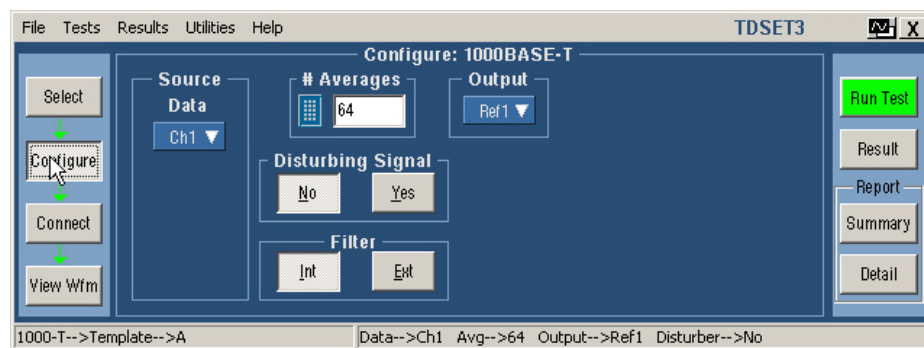 File Tests Results Utilities Help TDSET3 X
Configure: 1000BASE-T
Select
Configure
Connect
View Wfm
Source
Data
Ch1
# Averages
64
Output
Ref1
Disturbing Signal
No Yes
Filter
Int Ext
Run Test
Result
Report
Summary
Detail
1000-T-->Template-->A Data-->Ch1 Avg-->64 Output-->Ref1 Disturber-->No